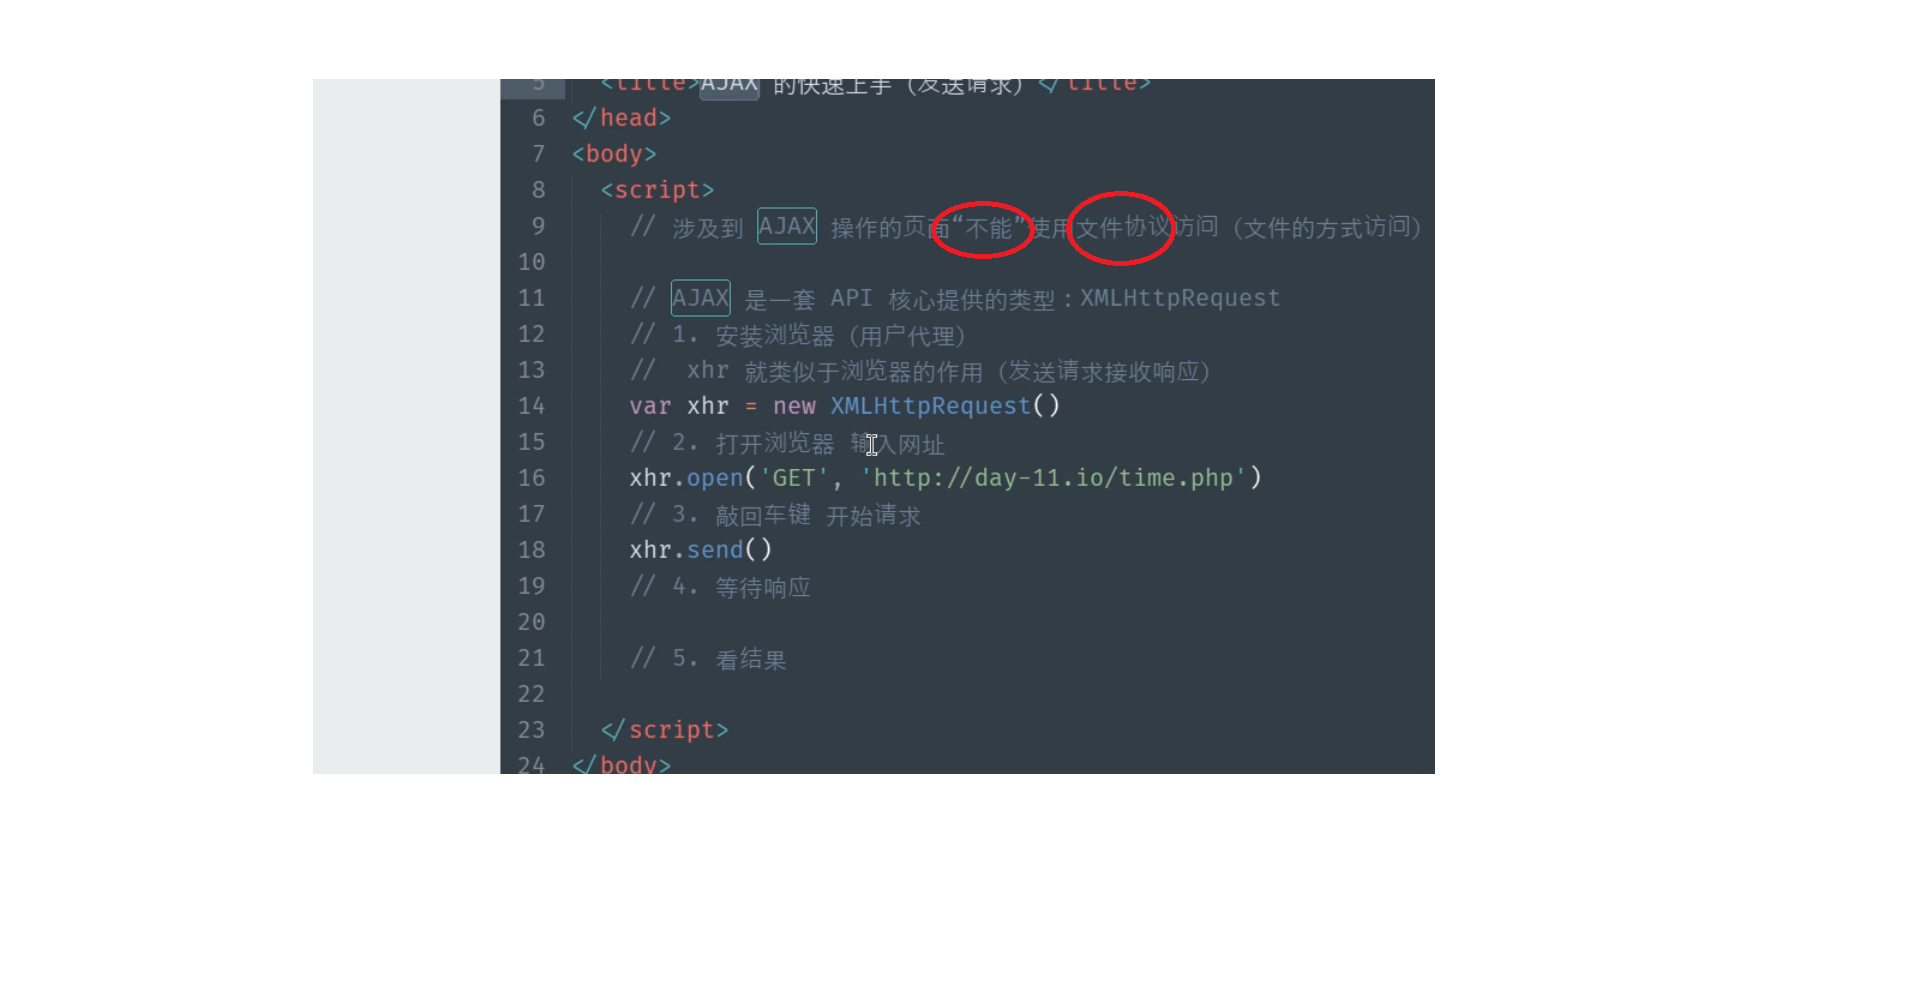 5 <title>AJAX 的快速上手（发送请求）</title>
6 </head>
7 <body>
8 <script>
9 // 涉及到 AJAX 操作的页面“不能”使用文件协议访问（文件的方式访问）
10
11 // AJAX 是一套 API 核心提供的类型：XMLHttpRequest
12 // 1. 安装浏览器（用户代理）
13 // xhr 就类似于浏览器的作用（发送请求接收响应）
14 var xhr = new XMLHttpRequest()
15 // 2. 打开浏览器 输入网址
16 xhr.open('GET', 'http://day-11.io/time.php')
17 // 3. 敲回车键 开始请求
18 xhr.send()
19 // 4. 等待响应
20
21 // 5. 看结果
22
23 </script>
24 </body>